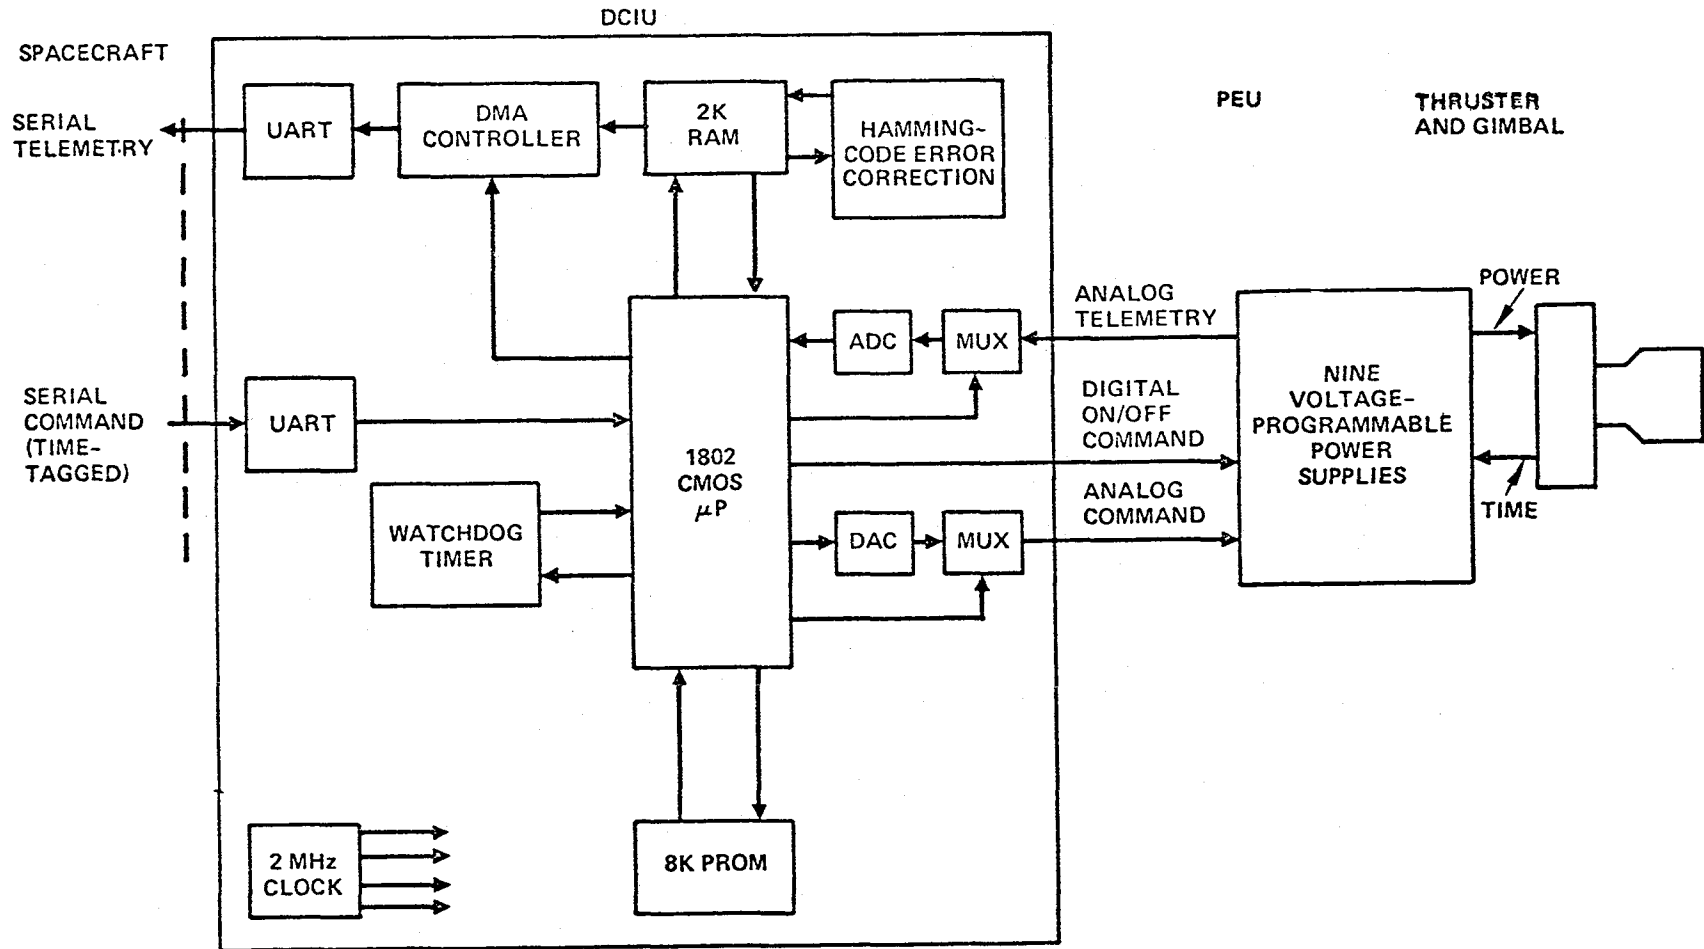 DCIU
SPACECRAFT
SERIAL
TELEMETRY
UART
DMA
CONTROLLER
2K
RAM
HAMMING-
CODE ERROR
CORRECTION
PEU
THRUSTER
AND GIMBAL
SERIAL
COMMAND
(TIME-
TAGGED)
UART
WATCHDOG
TIMER
1802
CMOS
μP
ADC
MUX
ANALOG
TELEMETRY
DIGITAL
ON/OFF
COMMAND
DAC
MUX
ANALOG
COMMAND
NINE
VOLTAGE-
PROGRAMMABLE
POWER
SUPPLIES
POWER
TIME
2 MHz
CLOCK
8K PROM